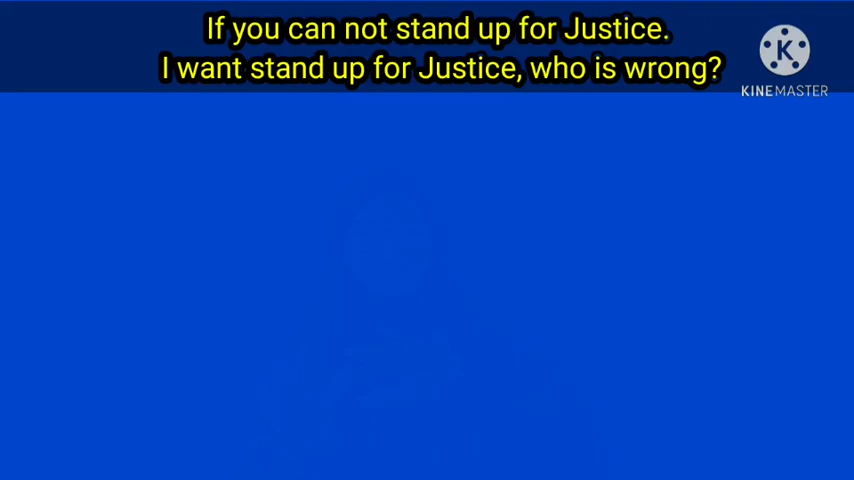 If you can not stand up for Justice.
I want stand up for Justice, who is wrong?
K
KINEMASTER